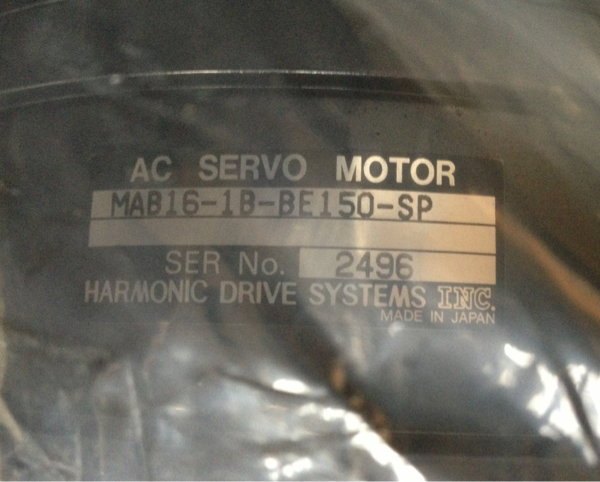 AC SERVO MOTOR
MAB16-1B-BE150-SP
SER No. 2496
HARMONIC DRIVE SYSTEMS INC.
MADE IN JAPAN